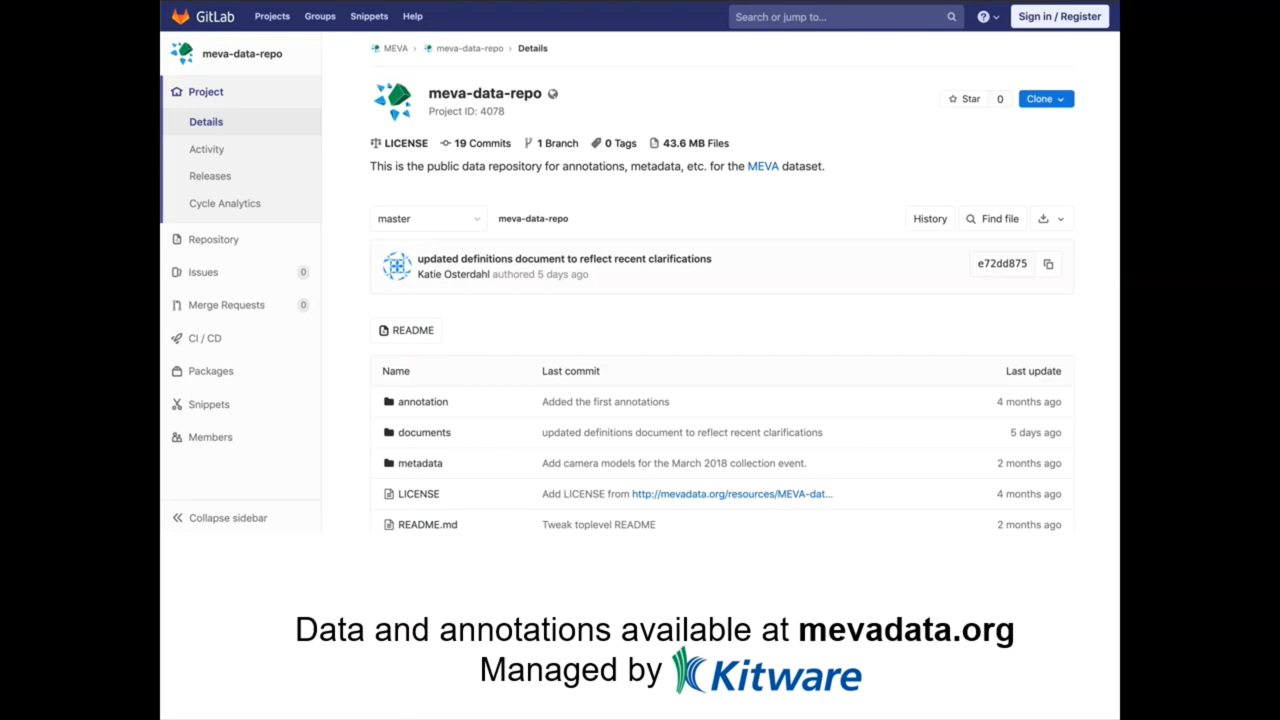 GitLab Projects Groups Snippets Help Search or jump to... Sign in / Register
meva-data-repo
Project
Details
Activity
Releases
Cycle Analytics
Repository
Issues 0
Merge Requests 0
CI / CD
Packages
Snippets
Members
Collapse sidebar
MEVA › meva-data-repo › Details
meva-data-repo
Project ID: 4078
Star 0 Clone
LICENSE 19 Commits 1 Branch 0 Tags 43.6 MB Files
This is the public data repository for annotations, metadata, etc. for the MEVA dataset.
master meva-data-repo History Find file
updated definitions document to reflect recent clarifications
Katie Osterdahl authored 5 days ago
e72dd875
README
Name Last commit Last update
annotation Added the first annotations 4 months ago
documents updated definitions document to reflect recent clarifications 5 days ago
metadata Add camera models for the March 2018 collection event. 2 months ago
LICENSE Add LICENSE from http://mevadata.org/resources/MEVA-dat... 4 months ago
README.md Tweak toplevel README 2 months ago
Data and annotations available at mevadata.org
Managed by Kitware